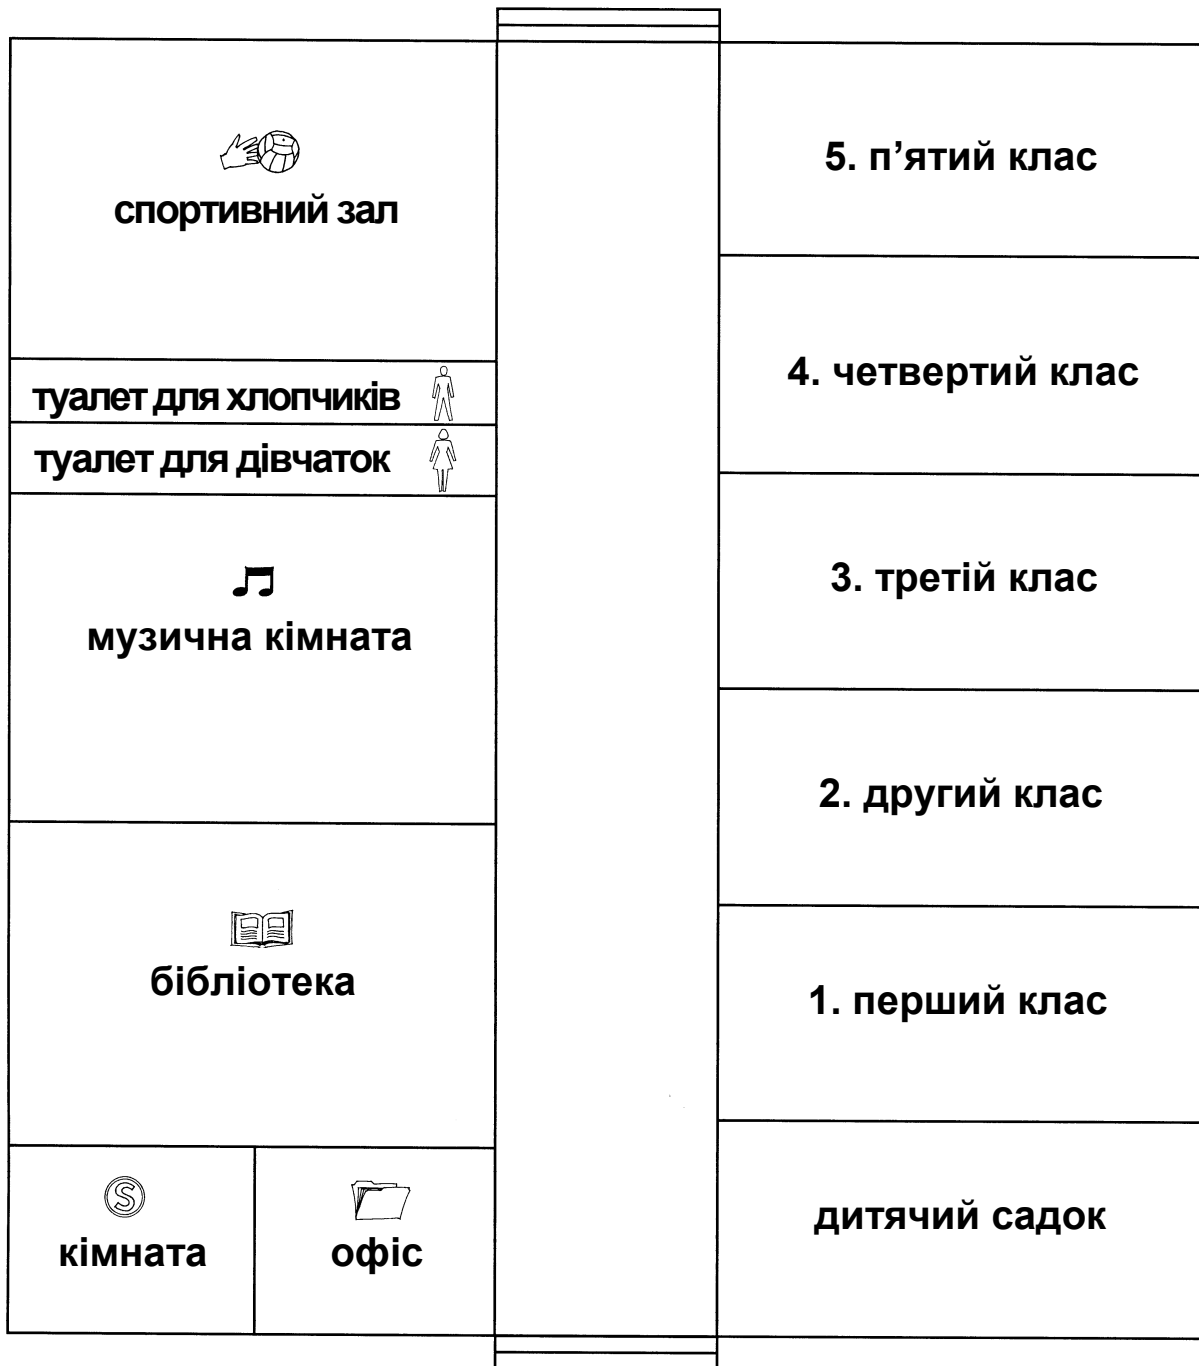 спортивний зал
туалет для хлопчиків
туалет для дівчаток
музична кімната
бібліотека
S
кімната
офіс
5. п’ятий клас
4. четвертий клас
3. третій клас
2. другий клас
1. перший клас
дитячий садок